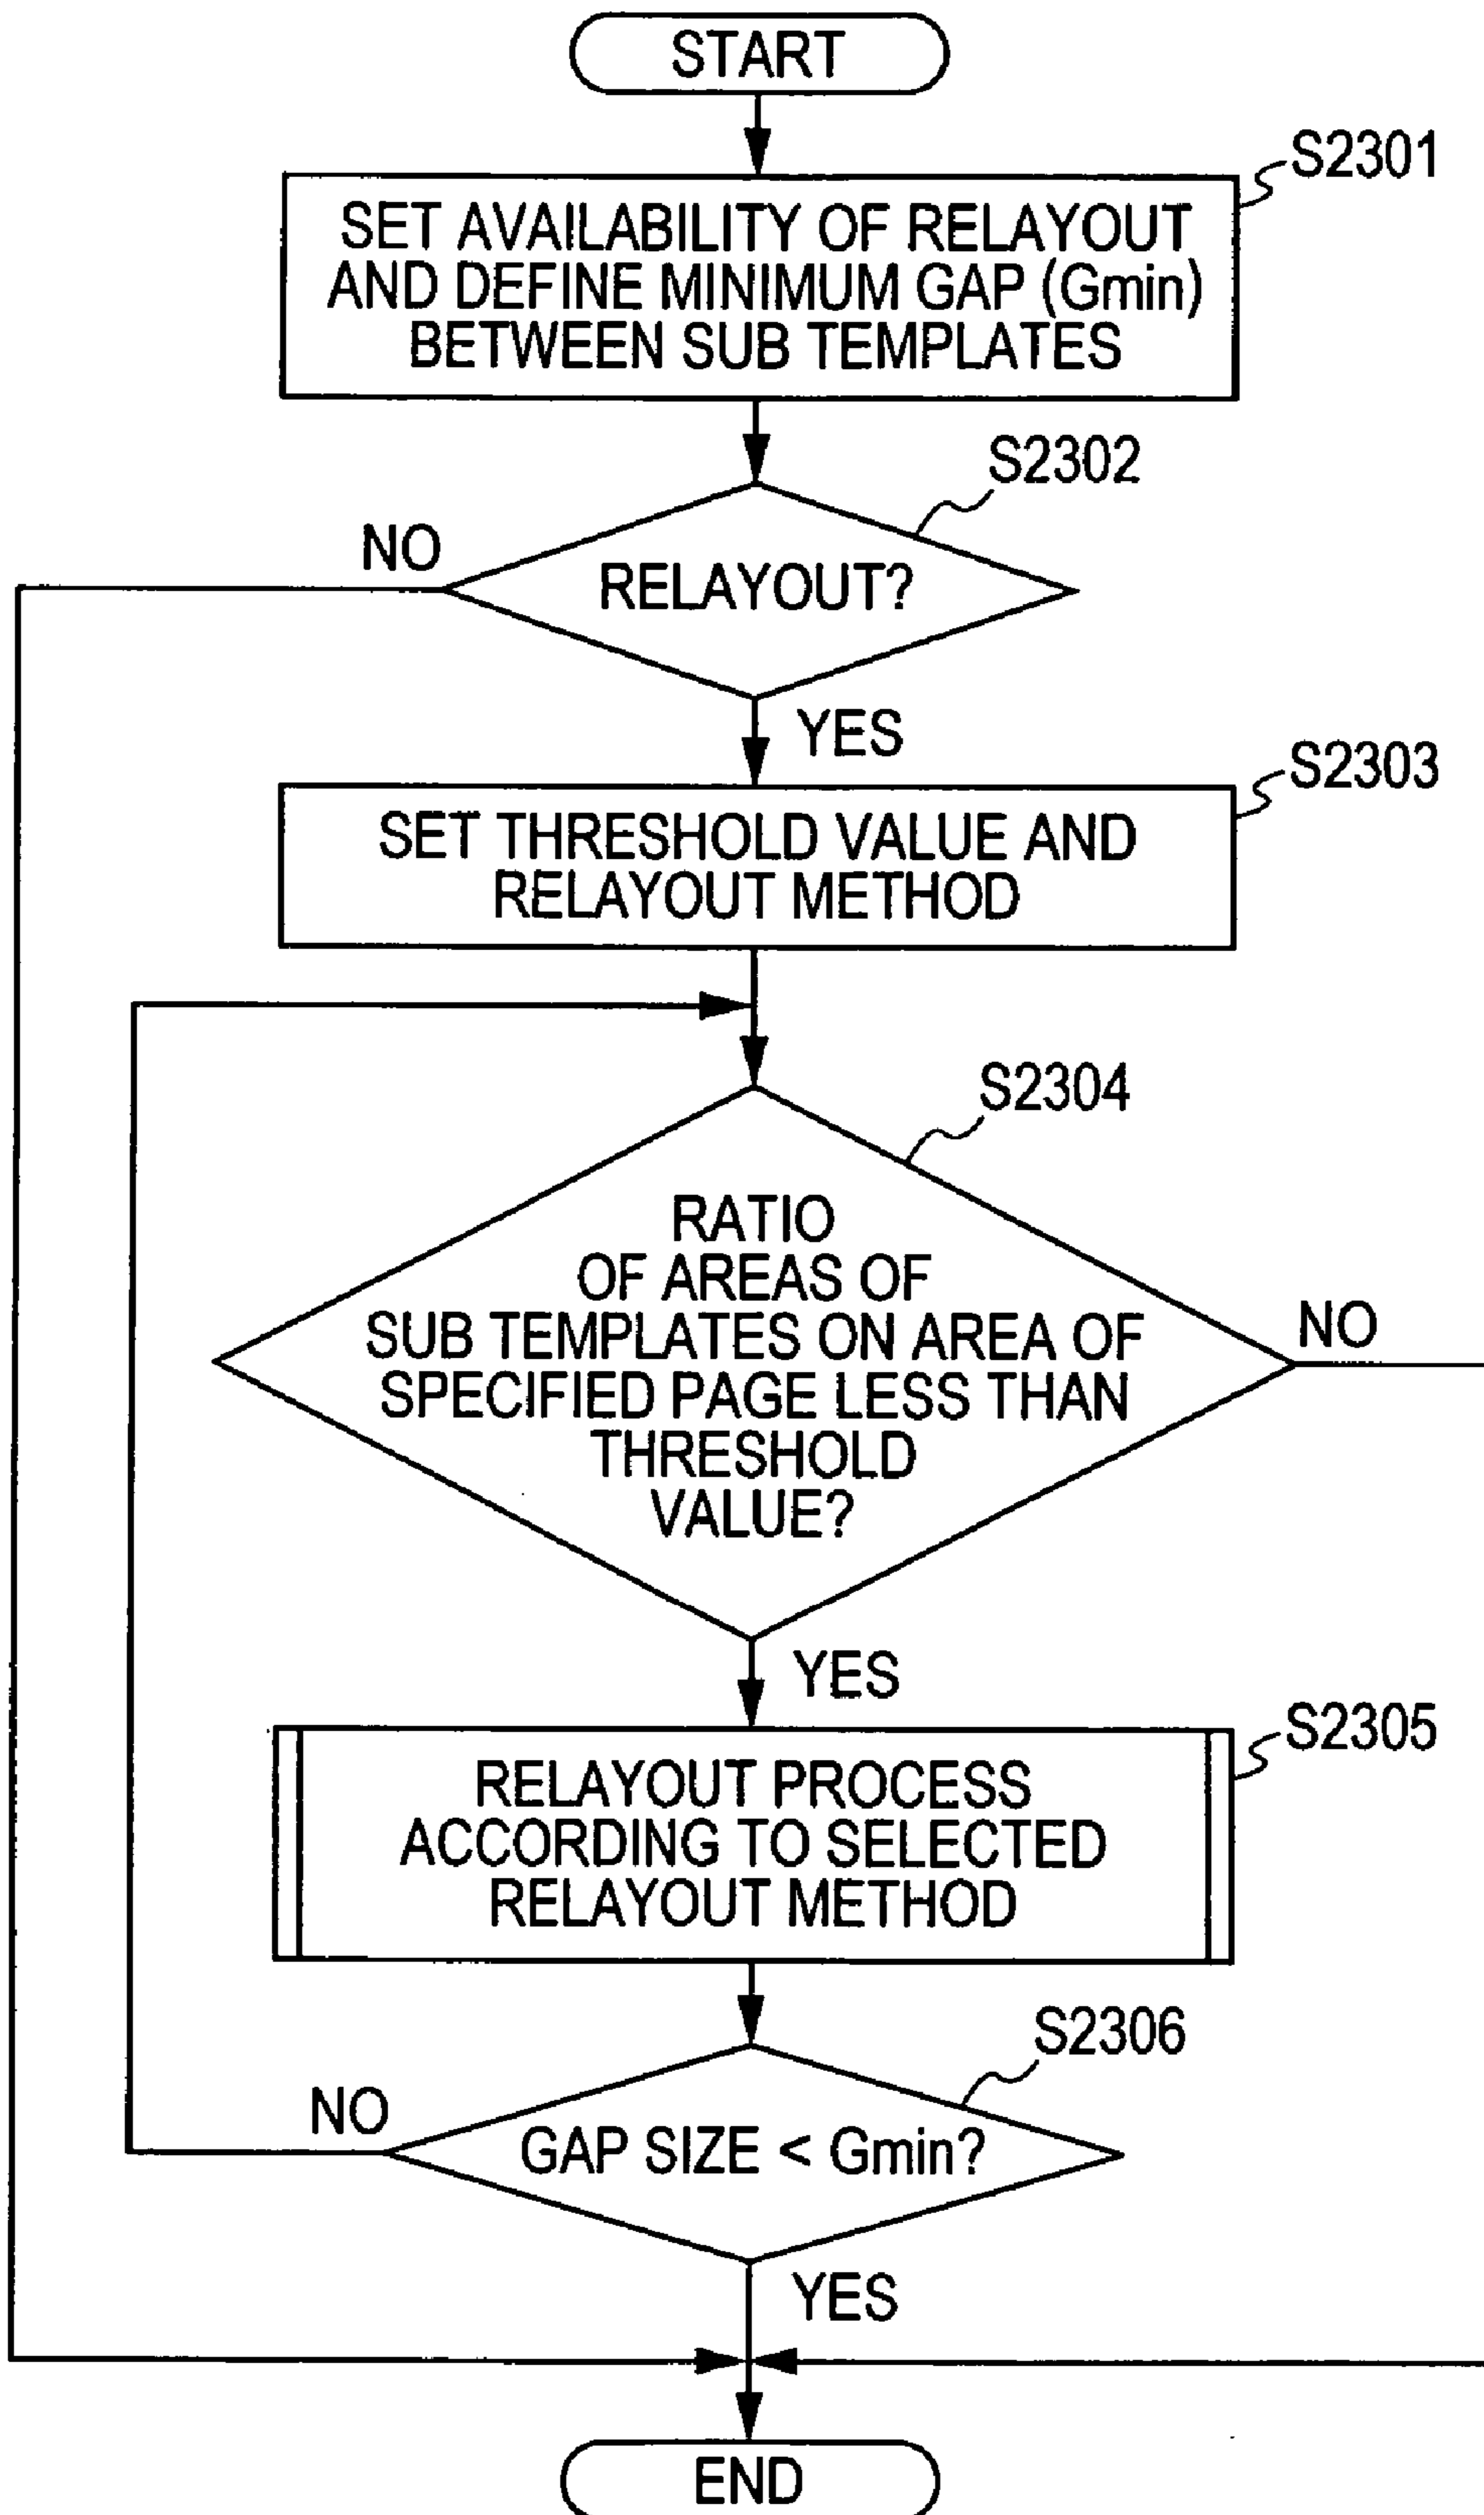 START
S2301
SET AVAILABILITY OF RELAYOUT
AND DEFINE MINIMUM GAP (Gmin)
BETWEEN SUB TEMPLATES
S2302
NO
RELAYOUT?
YES
S2303
SET THRESHOLD VALUE AND
RELAYOUT METHOD
S2304
RATIO
OF AREAS OF
SUB TEMPLATES ON AREA OF
SPECIFIED PAGE LESS THAN
THRESHOLD
VALUE?
NO
YES
S2305
RELAYOUT PROCESS
ACCORDING TO SELECTED
RELAYOUT METHOD
S2306
NO
GAP SIZE < Gmin?
YES
END